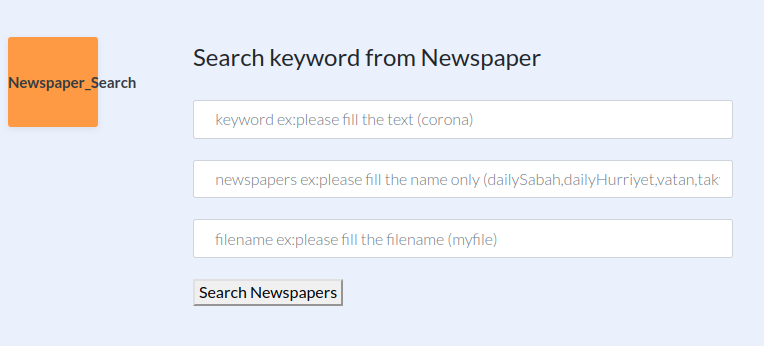 Search keyword from Newspaper
Newspaper_Search
keyword ex:please fill the text (corona)
newspapers ex:please fill the name only (dailySabah,dailyHurriyet,vatan,tak
filename ex:please fill the filename (myfile)
Search Newspapers